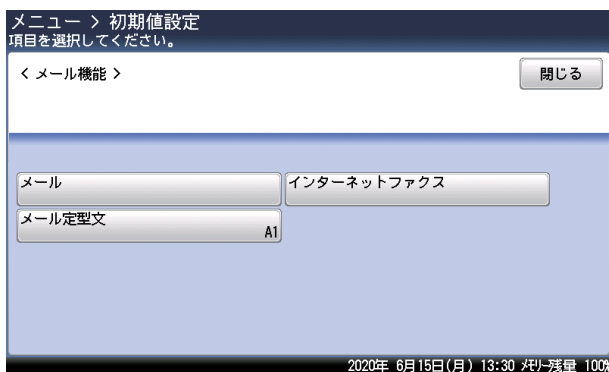 メニュー > 初期値設定
項目を選択してください。
< メール機能 >
閉じる
メール
インターネットファクス
メール定型文
A1
2020年 6月15日(月) 13:30 ﾒﾓﾘｰ残量 100%